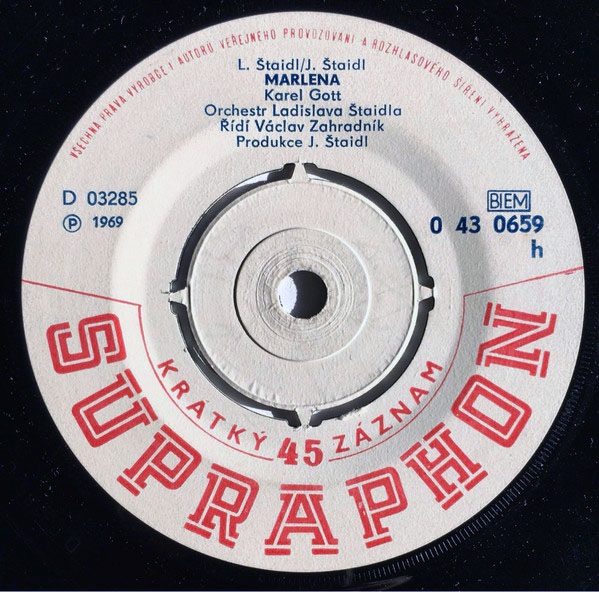 VŠECHNA PRÁVA VÝROBCE I AUTORŮ VEŘEJNÉHO PROVOZOVÁNÍ A ROZHLASOVÉHO ŠÍŘENÍ VYHRAŽENA
L. Štaidl/J. Štaidl
MARLENA
Karel Gott
Orchestr Ladislava Štaidla
Řídí Václav Zahradník
Produkce J. Štaidl
D 03285
Ⓟ 1969
BIEM
0 43 0659
h
KRÁTKÝ 45 ZÁZNAM
SUPRAPHON